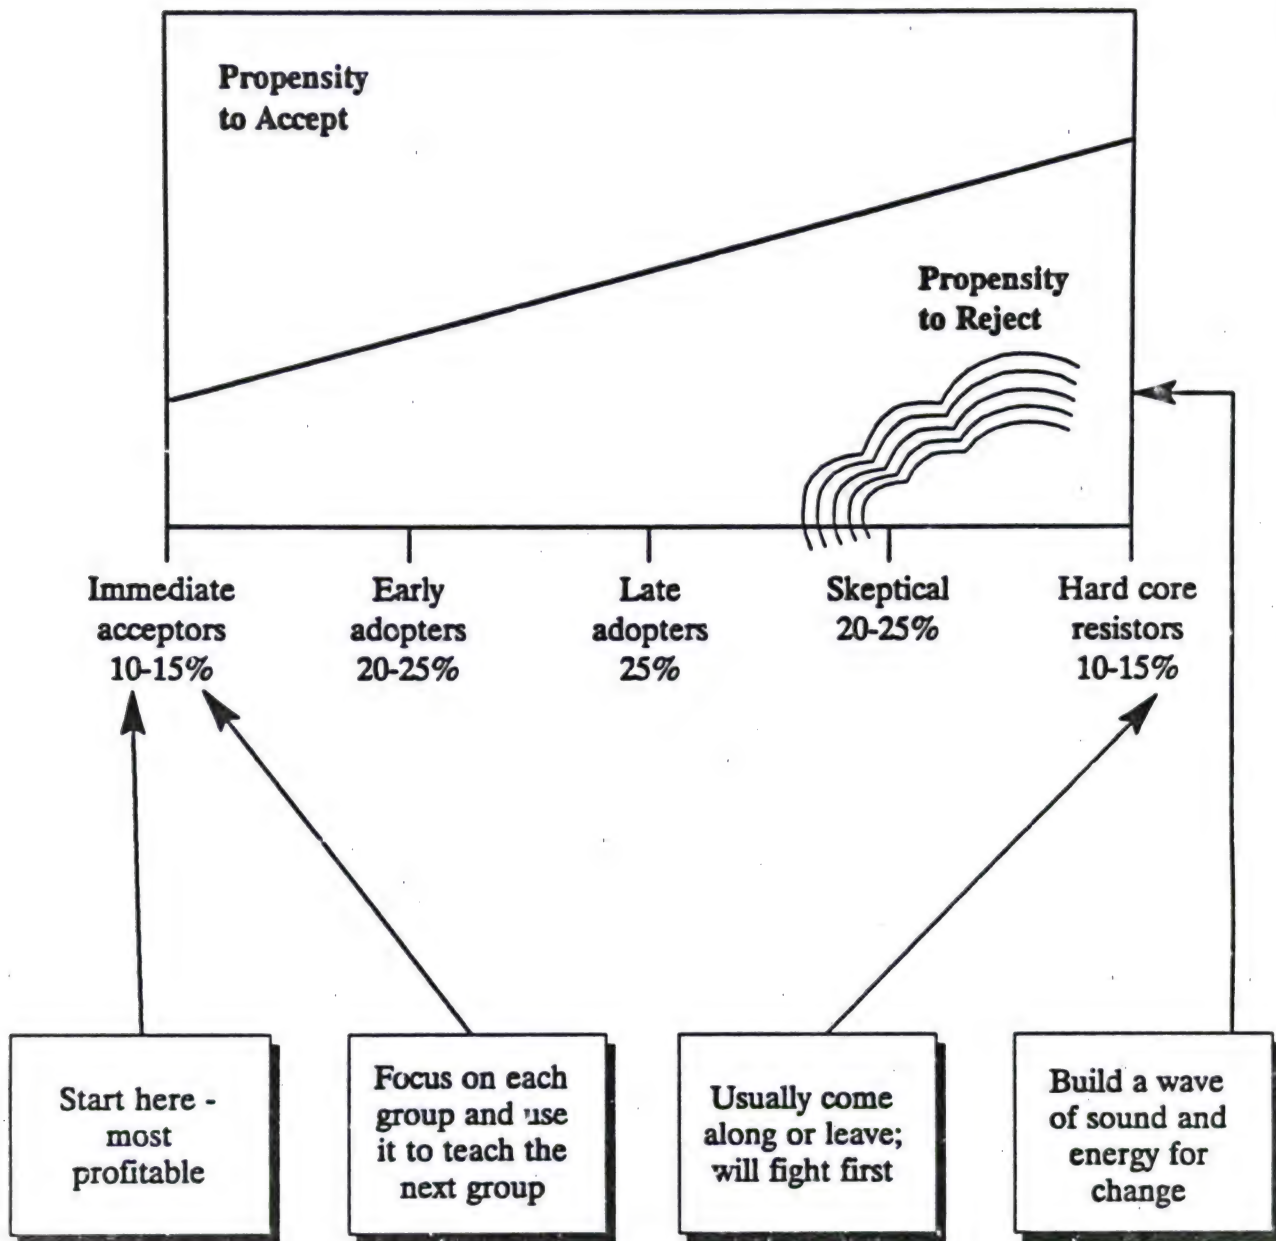 Propensity
to Accept
Propensity
to Reject
Immediate
acceptors
10-15%
Early
adopters
20-25%
Late
adopters
25%
Skeptical
20-25%
Hard core
resistors
10-15%
Start here -
most
profitable
Focus on each
group and use
it to teach the
next group
Usually come
along or leave;
will fight first
Build a wave
of sound and
energy for
change